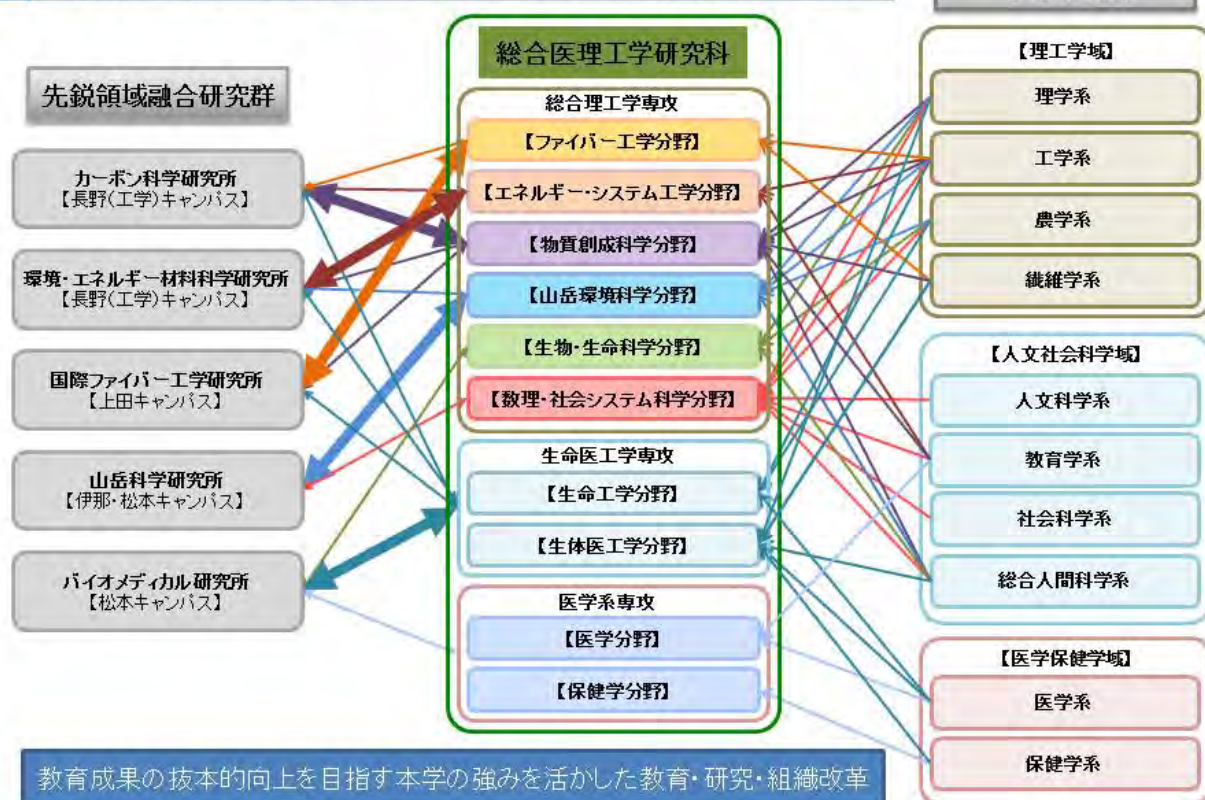 先鋭領域融合研究群
カーボン科学研究所
【長野(工学)キャンパス】
環境・エネルギー材料科学研究所
【長野(工学)キャンパス】
国際ファイバー工学研究所
【上田キャンパス】
山岳科学研究所
【伊那・松本キャンパス】
バイオメディカル研究所
【松本キャンパス】
総合医理工学研究科
総合理工学専攻
【ファイバー工学分野】
【エネルギー・システム工学分野】
【物質創成科学分野】
【山岳環境科学分野】
【生物・生命科学分野】
【数理・社会システム科学分野】
生命医工学専攻
【生命工学分野】
【生体医工学分野】
医学系専攻
【医学分野】
【保健学分野】
【理工学域】
理学系
工学系
農学系
繊維学系
【人文社会科学域】
人文科学系
教育学系
社会科学系
総合人間科学系
【医学保健学域】
医学系
保健学系
教育成果の抜本的向上を目指す本学の強みを活かした教育・研究・組織改革